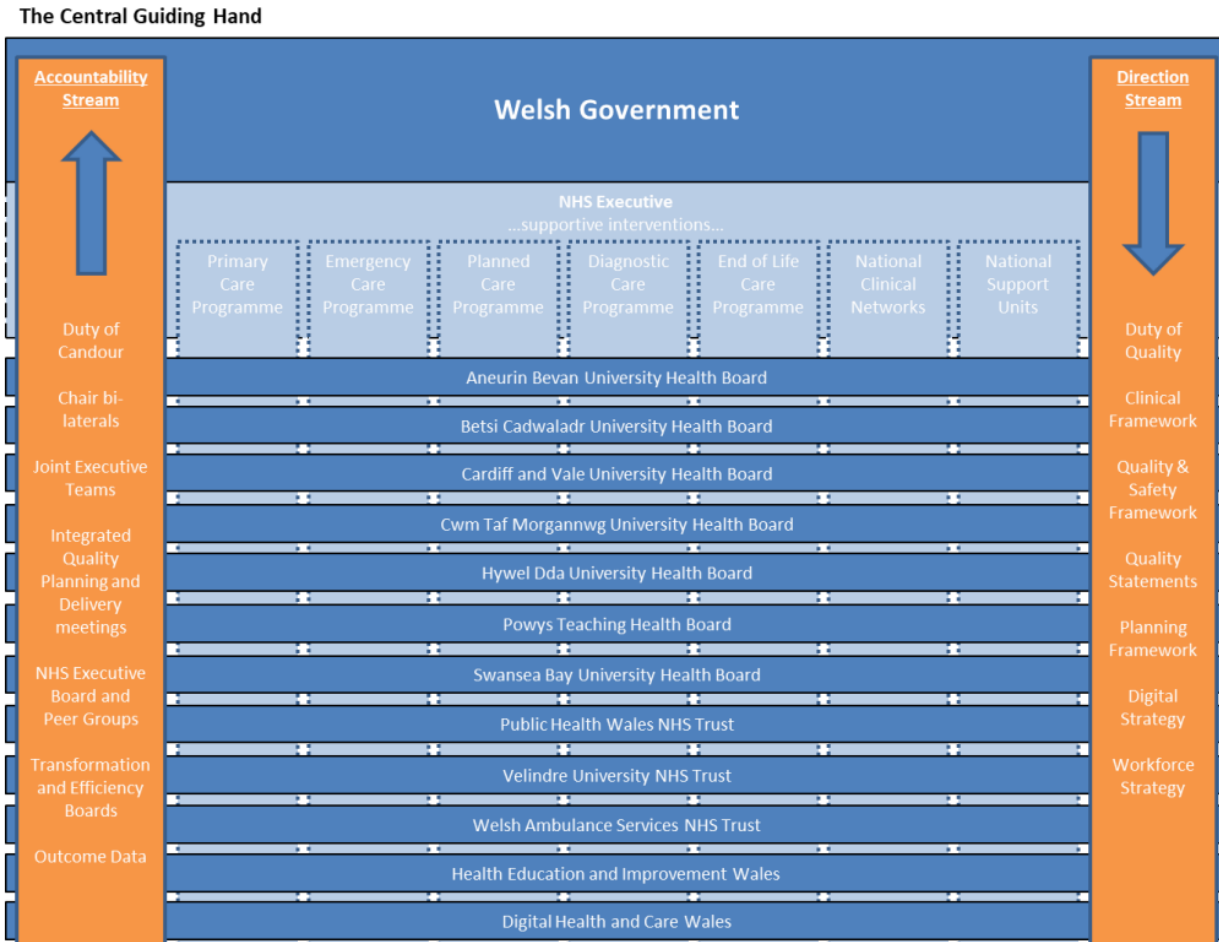 The Central Guiding Hand
Accountability
Stream
Duty of
Candour
Chair bi-
laterals
Joint Executive
Teams
Integrated
Quality
Planning and
Delivery
meetings
NHS Executive
Board and
Peer Groups
Transformation
and Efficiency
Boards
Outcome Data
Welsh Government
NHS Executive
...supportive interventions...
Primary
Care
Programme
Emergency
Care
Programme
Planned
Care
Programme
Diagnostic
Care
Programme
End of Life
Care
Programme
National
Clinical
Networks
National
Support
Units
Aneurin Bevan University Health Board
Betsi Cadwaladr University Health Board
Cardiff and Vale University Health Board
Cwm Taf Morgannwg University Health Board
Hywel Dda University Health Board
Powys Teaching Health Board
Swansea Bay University Health Board
Public Health Wales NHS Trust
Velindre University NHS Trust
Welsh Ambulance Services NHS Trust
Health Education and Improvement Wales
Digital Health and Care Wales
Direction
Stream
Duty of
Quality
Clinical
Framework
Quality &
Safety
Framework
Quality
Statements
Planning
Framework
Digital
Strategy
Workforce
Strategy